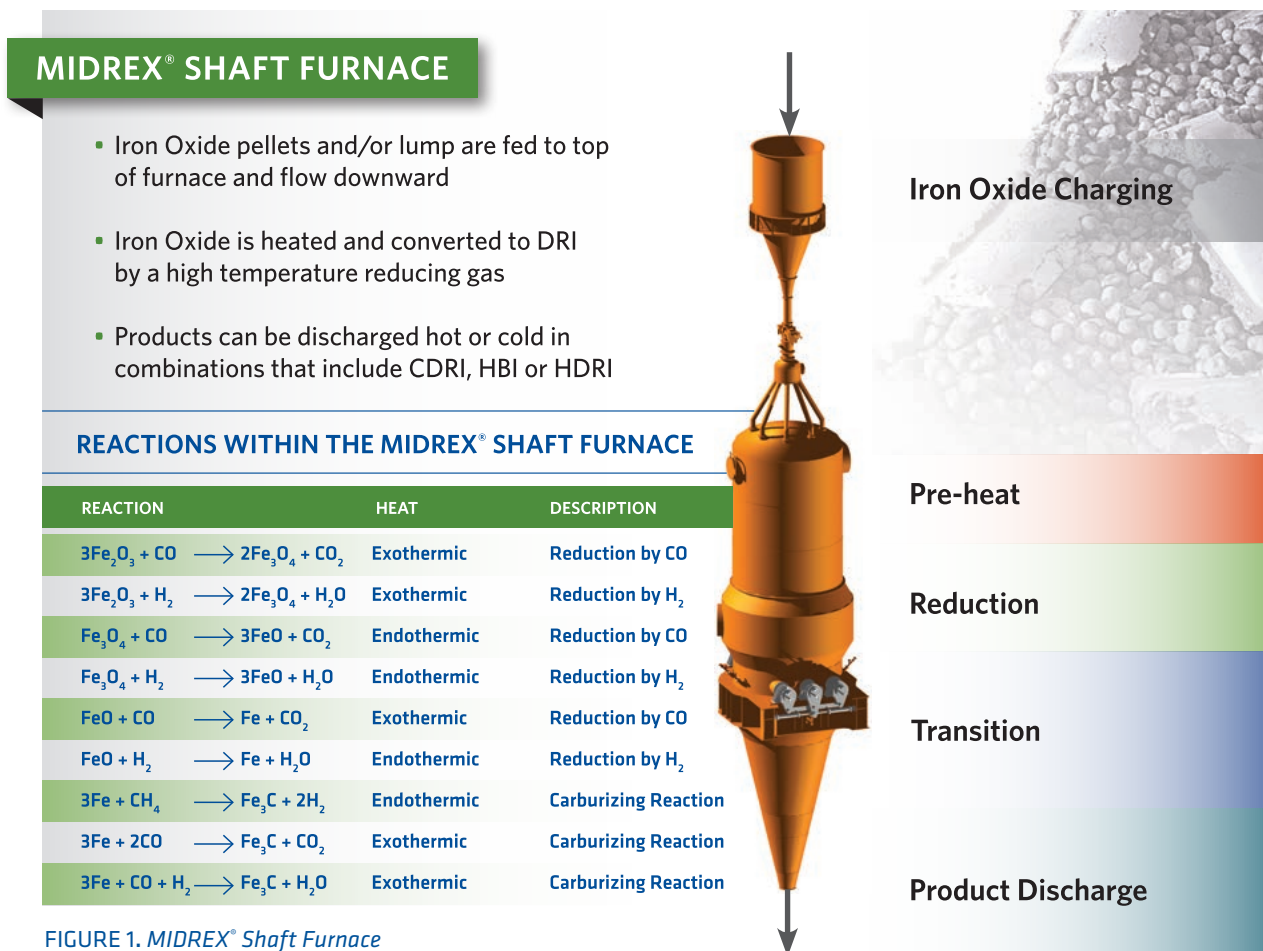 MIDREX® SHAFT FURNACE
• Iron Oxide pellets and/or lump are fed to top
of furnace and flow downward
• Iron Oxide is heated and converted to DRI
by a high temperature reducing gas
• Products can be discharged hot or cold in
combinations that include CDRI, HBI or HDRI
REACTIONS WITHIN THE MIDREX® SHAFT FURNACE
REACTION HEAT DESCRIPTION
3Fe₂O₃ + CO ⟶ 2Fe₃O₄ + CO₂ Exothermic Reduction by CO
3Fe₂O₃ + H₂ ⟶ 2Fe₃O₄ + H₂O Exothermic Reduction by H₂
Fe₃O₄ + CO ⟶ 3FeO + CO₂ Endothermic Reduction by CO
Fe₃O₄ + H₂ ⟶ 3FeO + H₂O Endothermic Reduction by H₂
FeO + CO ⟶ Fe + CO₂ Exothermic Reduction by CO
FeO + H₂ ⟶ Fe + H₂O Endothermic Reduction by H₂
3Fe + CH₄ ⟶ Fe₃C + 2H₂ Endothermic Carburizing Reaction
3Fe + 2CO ⟶ Fe₃C + CO₂ Exothermic Carburizing Reaction
3Fe + CO + H₂ ⟶ Fe₃C + H₂O Exothermic Carburizing Reaction
FIGURE 1. MIDREX® Shaft Furnace
Iron Oxide Charging
Pre-heat
Reduction
Transition
Product Discharge